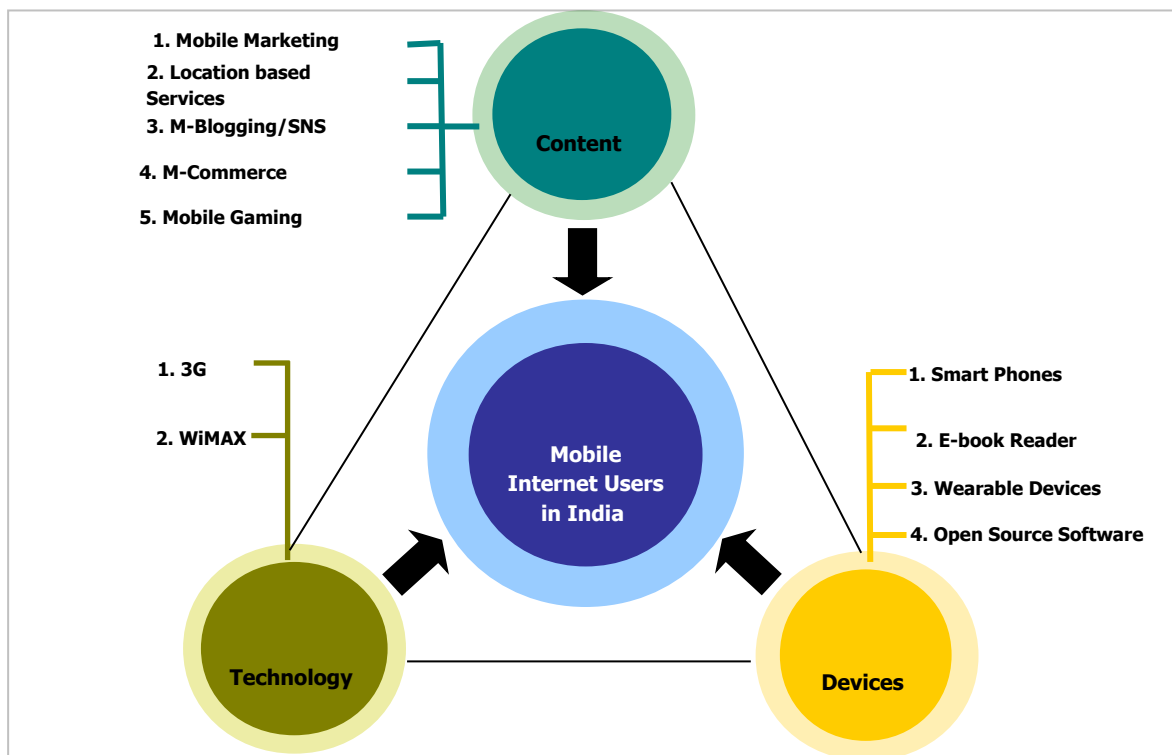 1. Mobile Marketing
2. Location based
Services
3. M-Blogging/SNS
4. M-Commerce
5. Mobile Gaming
Content
1. 3G
2. WiMAX
Mobile
Internet Users
in India
1. Smart Phones
2. E-book Reader
3. Wearable Devices
4. Open Source Software
Technology
Devices